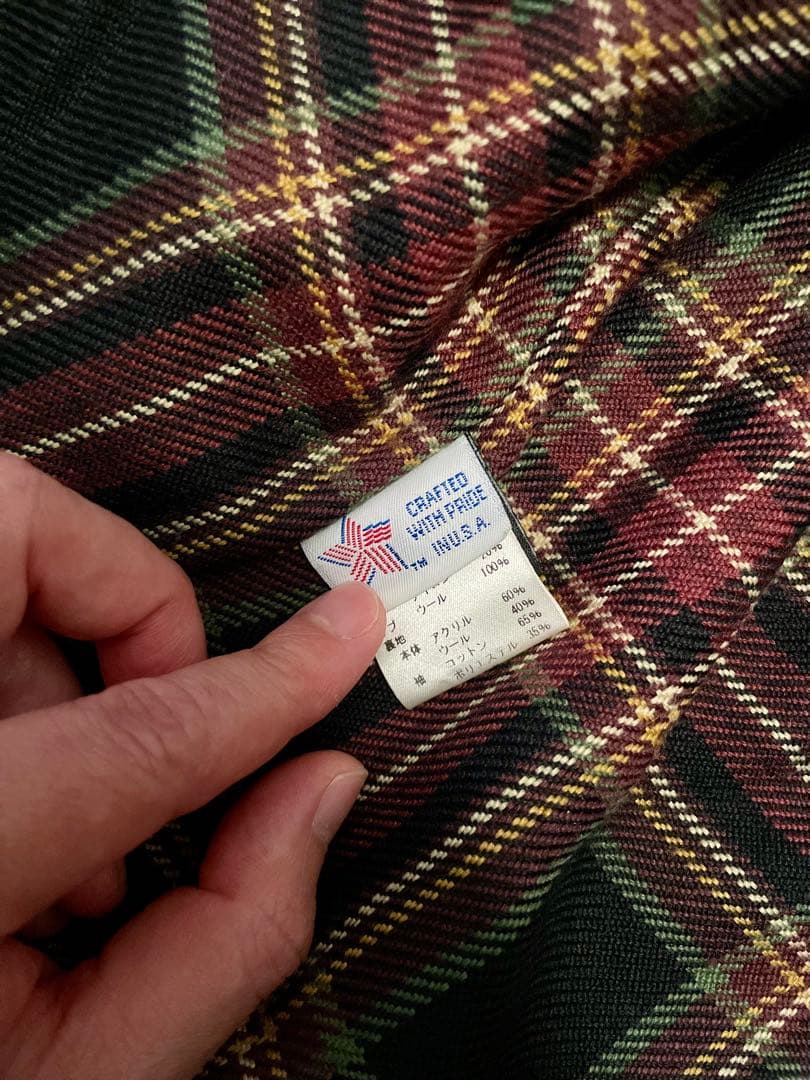 CRAFTED
WITH PRIDE
TM IN U.S.A.
20%
100%
ウール
裏地
本体 アクリル 60%
ウール 40%
袖 コットン 65%
ポリエステル 35%